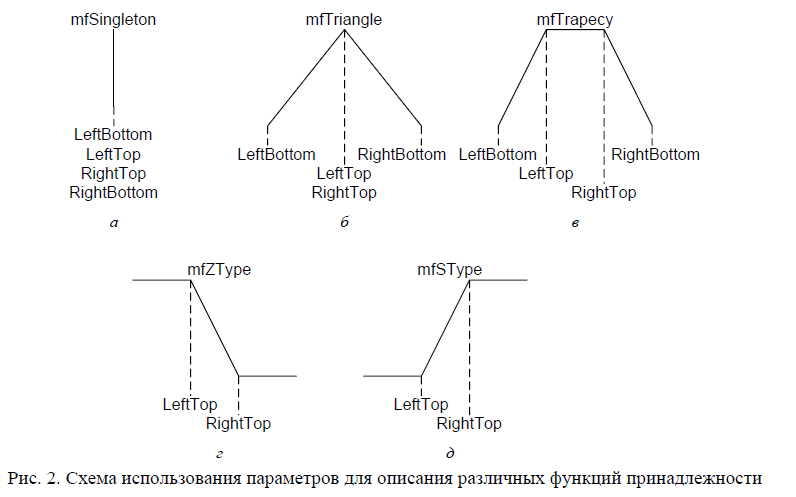 mfSingleton
LeftBottom
LeftTop
RightTop
RightBottom
а
mfTriangle
LeftBottom
RightBottom
LeftTop
RightTop
б
mfTrapecy
LeftBottom
RightBottom
LeftTop
RightTop
в
mfZType
LeftTop
RightTop
г
mfSType
LeftTop
RightTop
д
Рис. 2. Схема использования параметров для описания различных функций принадлежности